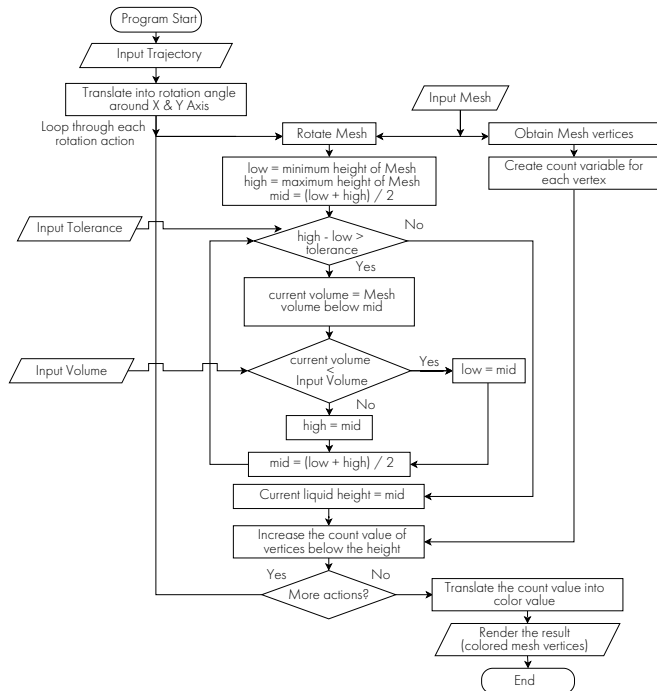 Program Start
Input Trajectory
Translate into rotation angle
around X & Y Axis
Loop through each
rotation action
Input Mesh
Rotate Mesh
Obtain Mesh vertices
Create count variable for
each vertex
low = minimum height of Mesh
high = maximum height of Mesh
mid = (low + high) / 2
Input Tolerance
high - low >
tolerance
No
Yes
current volume = Mesh
volume below mid
Input Volume
current volume
<
Input Volume
Yes
low = mid
No
high = mid
mid = (low + high) / 2
Current liquid height = mid
Increase the count value of
vertices below the height
Yes
No
More actions?
Translate the count value into
color value
Render the result
(colored mesh vertices)
End